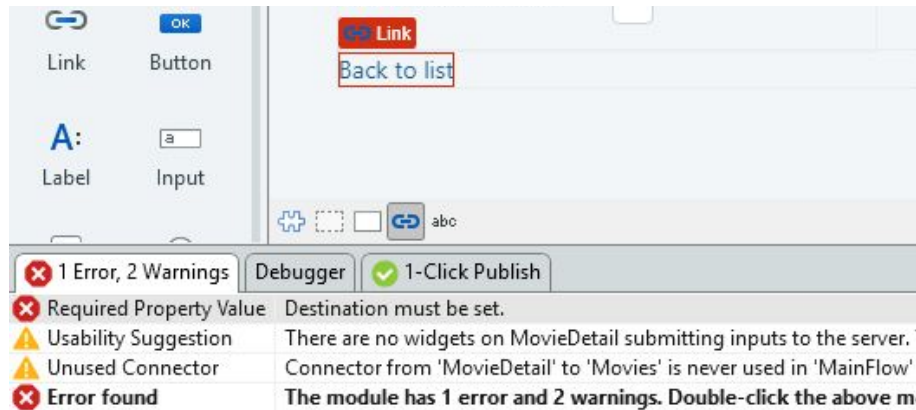 Link
Button
OK
Link
Back to list
A:
a
Label
Input
abc
1 Error, 2 Warnings
Debugger
1-Click Publish
Required Property Value
Destination must be set.
Usability Suggestion
There are no widgets on MovieDetail submitting inputs to the server.
Unused Connector
Connector from 'MovieDetail' to 'Movies' is never used in 'MainFlow'
Error found
The module has 1 error and 2 warnings. Double-click the above m